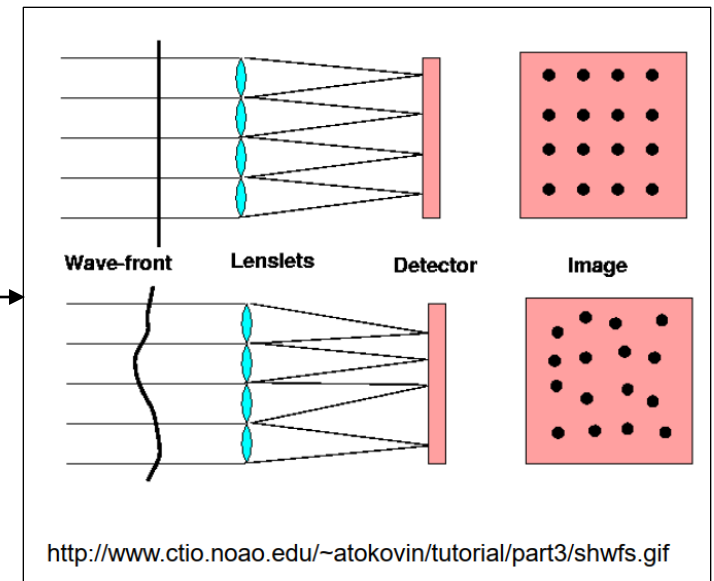 Wave-front Lenslets Detector Image
http://www.ctio.noao.edu/~atokovin/tutorial/part3/shwfs.gif